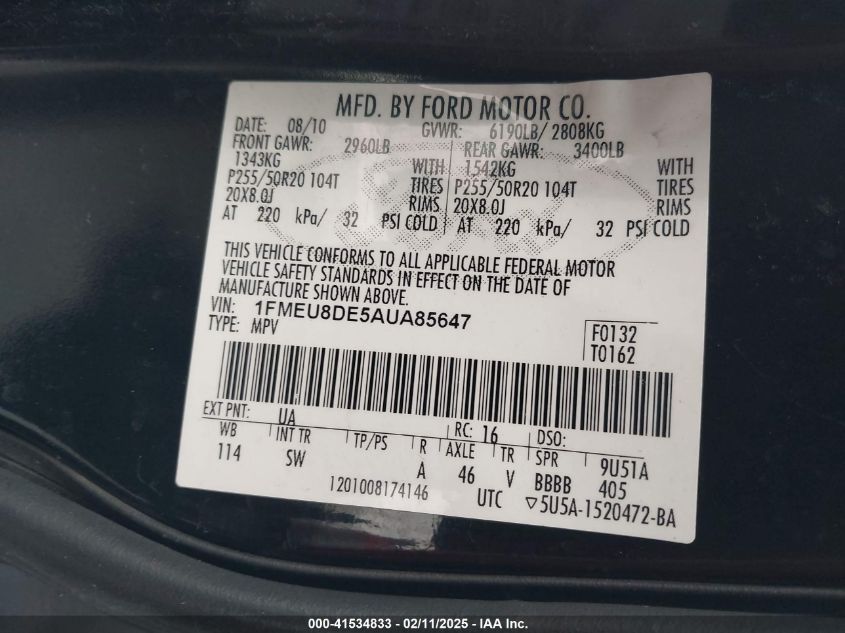 MFD. BY FORD MOTOR CO.
DATE: 08/10 GVWR: 6190LB/ 2808KG
FRONT GAWR: 2960LB REAR GAWR: 3400LB
1343KG WITH 1542KG WITH
P255/50R20 104T TIRES P255/50R20 104T TIRES
20X8.0J RIMS 20X8.0J RIMS
AT 220 kPa/ 32 PSI COLD AT 220 kPa/ 32 PSI COLD
THIS VEHICLE CONFORMS TO ALL APPLICABLE FEDERAL MOTOR
VEHICLE SAFETY STANDARDS IN EFFECT ON THE DATE OF
MANUFACTURE SHOWN ABOVE.
VIN: 1FMEU8DE5AUA85647
TYPE: MPV
F0132
T0162
EXT PNT: UA RC: 16 DSO:
WB INT TR TP/PS R AXLE TR SPR 9U51A
114 SW A 46 V BBBB 405
1201008174146 UTC ▽5U5A-1520472-BA
000-41534833 - 02/11/2025 - IAA Inc.